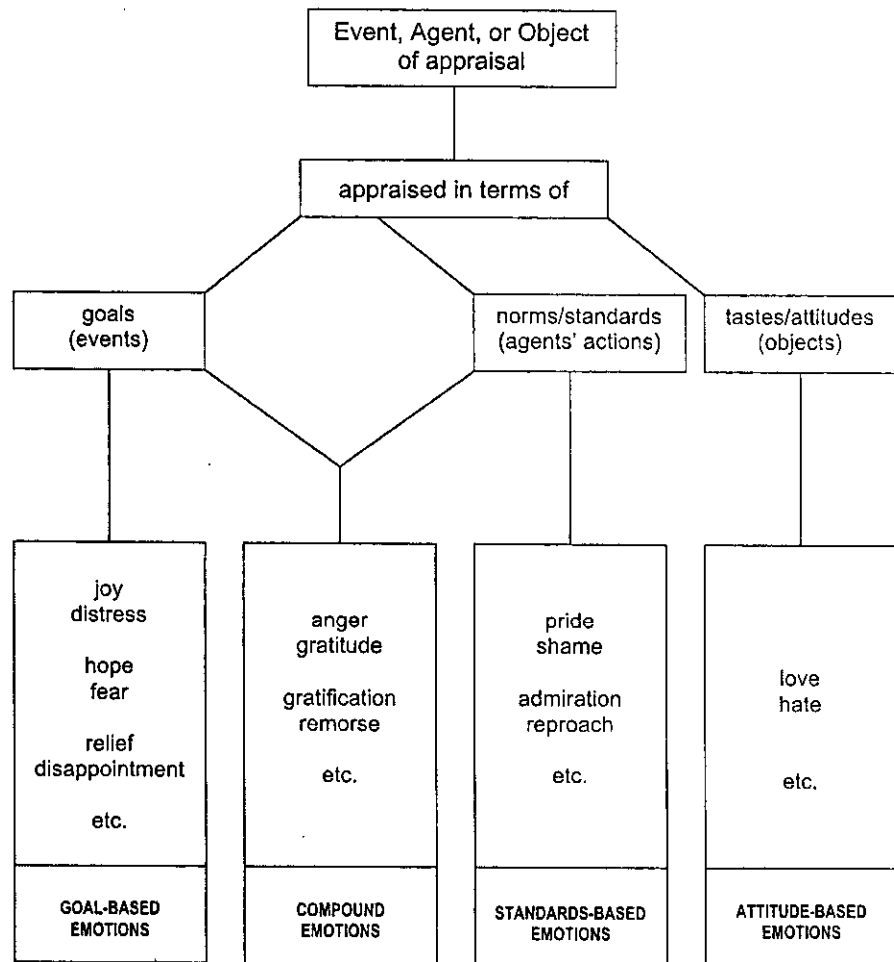 Event, Agent, or Object
of appraisal
appraised in terms of
goals
(events)
norms/standards
(agents' actions)
tastes/attitudes
(objects)
joy
distress
hope
fear
relief
disappointment
etc.
GOAL-BASED
EMOTIONS
anger
gratitude
gratification
remorse
etc.
COMPOUND
EMOTIONS
pride
shame
admiration
reproach
etc.
STANDARDS-BASED
EMOTIONS
love
hate
etc.
ATTITUDE-BASED
EMOTIONS